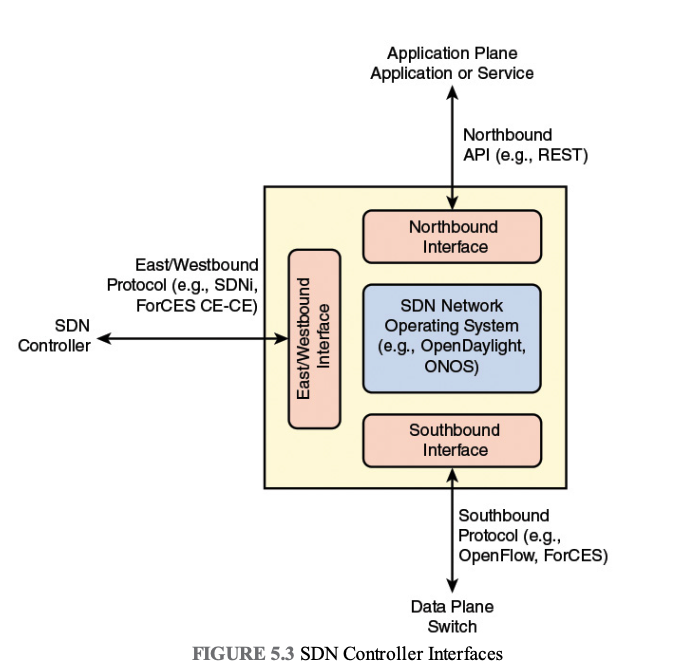 Application Plane
Application or Service
Northbound
API (e.g., REST)
Northbound
Interface
East/Westbound
Protocol (e.g., SDNi,
ForCES CE-CE)
SDN
Controller
East/Westbound
Interface
SDN Network
Operating System
(e.g., OpenDaylight,
ONOS)
Southbound
Interface
Southbound
Protocol (e.g.,
OpenFlow, ForCES)
Data Plane
Switch
FIGURE 5.3 SDN Controller Interfaces